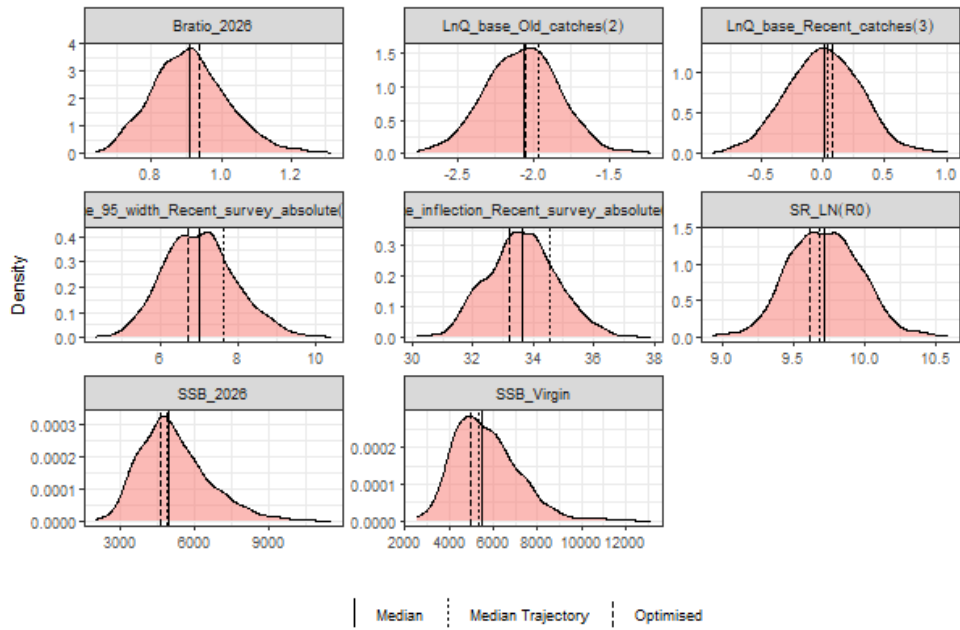 Bratio_2026
LnQ_base_Old_catches(2)
LnQ_base_Recent_catches(3)
4
3
2
1
0
0.8 1.0 1.2
1.5
1.0
0.5
0.0
-2.5 -2.0 -1.5
1.0
0.5
0.0
-0.5 0.0 0.5 1.0
e_95_width_Recent_survey_absolute(
e_inflection_Recent_survey_absolute(
SR_LN(R0)
Density
0.4
0.3
0.2
0.1
0.0
6 8 10
0.3
0.2
0.1
0.0
30 32 34 36 38
1.5
1.0
0.5
0.0
9.0 9.5 10.0 10.5
SSB_2026
SSB_Virgin
0.0003
0.0002
0.0001
0.0000
3000 6000 9000
0.0002
0.0001
0.0000
2000 4000 6000 8000 10000 12000
Median Median Trajectory Optimised